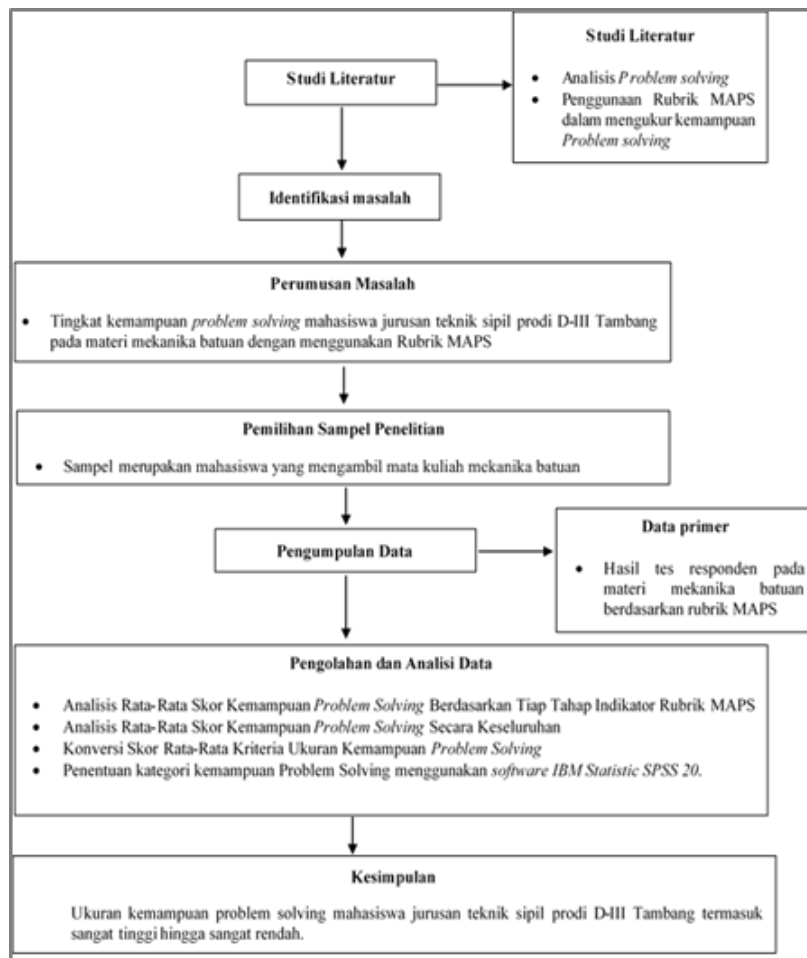 Studi Literatur
Studi Literatur
• Analisis Problem solving
• Penggunaan Rubrik MAPS
dalam mengukur kemampuan
Problem solving
Identifikasi masalah
Perumusan Masalah
• Tingkat kemampuan problem solving mahasiswa jurusan teknik sipil prodi D-III Tambang
pada materi mekanika batuan dengan menggunakan Rubrik MAPS
Pemilihan Sampel Penelitian
• Sampel merupakan mahasiswa yang mengambil mata kuliah mekanika batuan
Pengumpulan Data
Data primer
• Hasil tes responden pada
materi mekanika batuan
berdasarkan rubrik MAPS
Pengolahan dan Analisi Data
• Analisis Rata-Rata Skor Kemampuan Problem Solving Berdasarkan Tiap Tahap Indikator Rubrik MAPS
• Analisis Rata-Rata Skor Kemampuan Problem Solving Secara Keseluruhan
• Konversi Skor Rata-Rata Kriteria Ukuran Kemampuan Problem Solving
• Penentuan kategori kemampuan Problem Solving menggunakan software IBM Statistic SPSS 20.
Kesimpulan
Ukuran kemampuan problem solving mahasiswa jurusan teknik sipil prodi D-III Tambang termasuk
sangat tinggi hingga sangat rendah.